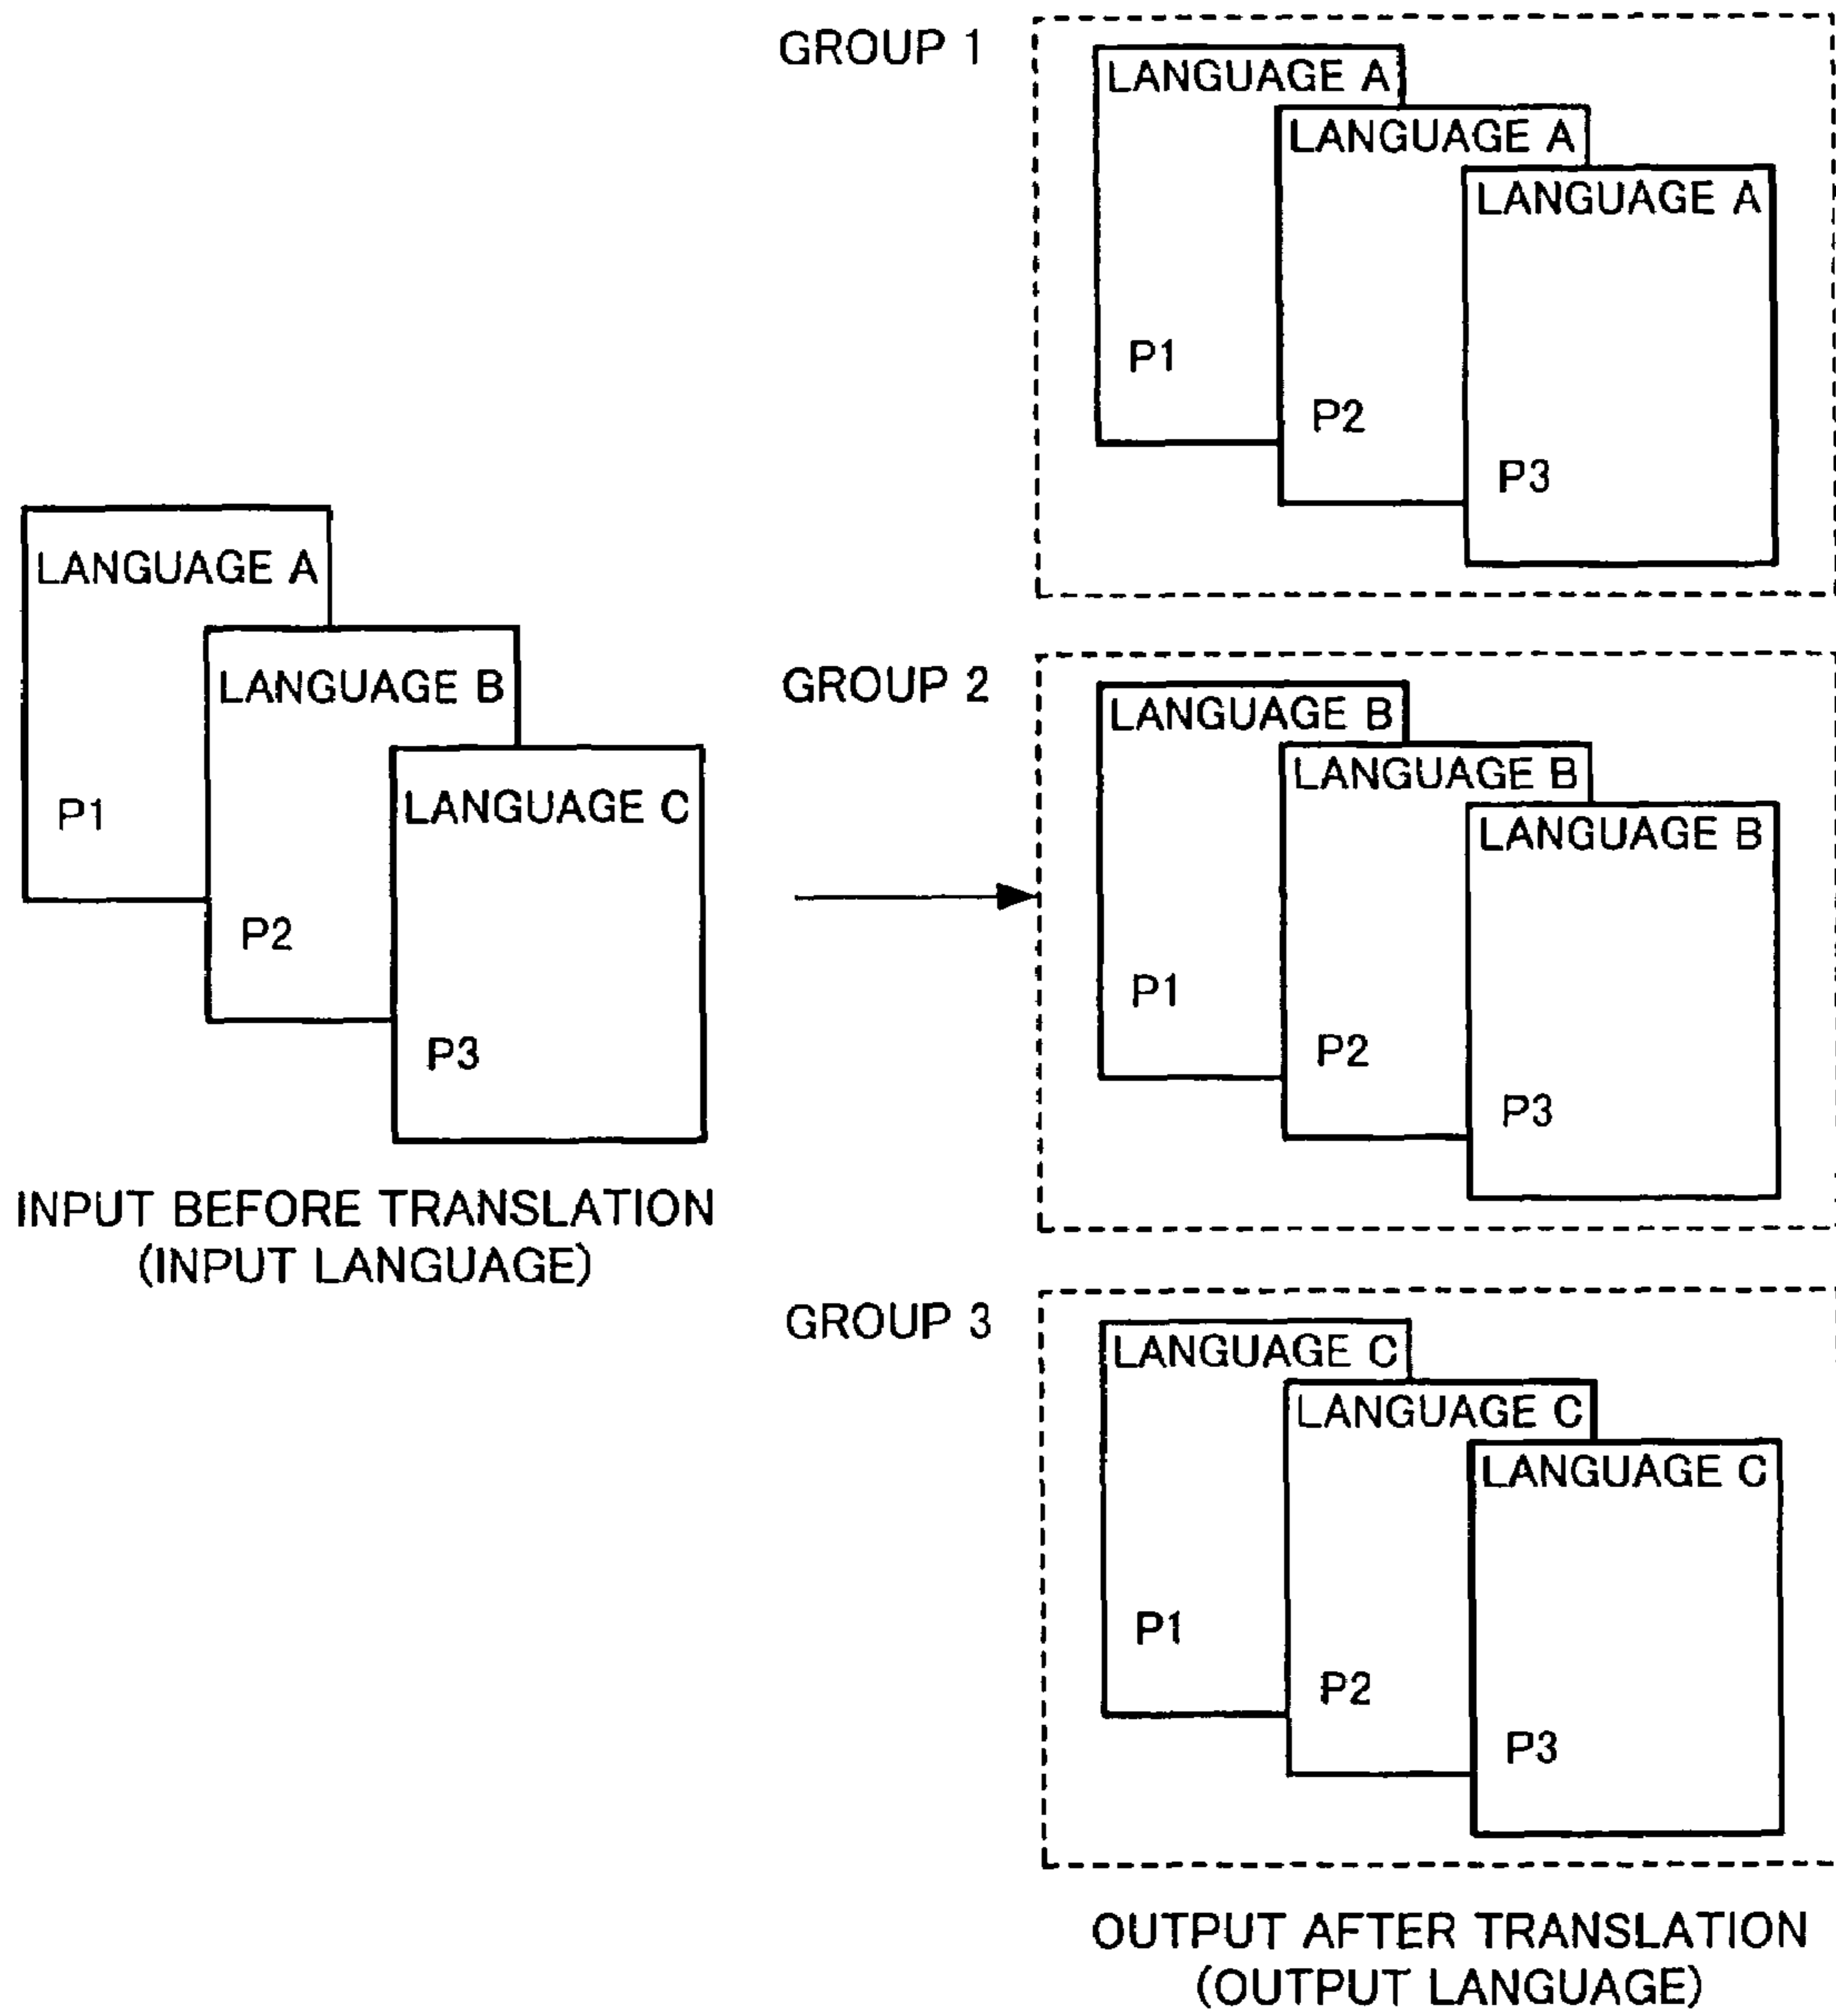 LANGUAGE A
P1
LANGUAGE B
P2
LANGUAGE C
P3
INPUT BEFORE TRANSLATION
(INPUT LANGUAGE)
GROUP 1
LANGUAGE A
P1
LANGUAGE A
P2
LANGUAGE A
P3
GROUP 2
LANGUAGE B
P1
LANGUAGE B
P2
LANGUAGE B
P3
GROUP 3
LANGUAGE C
P1
LANGUAGE C
P2
LANGUAGE C
P3
OUTPUT AFTER TRANSLATION
(OUTPUT LANGUAGE)